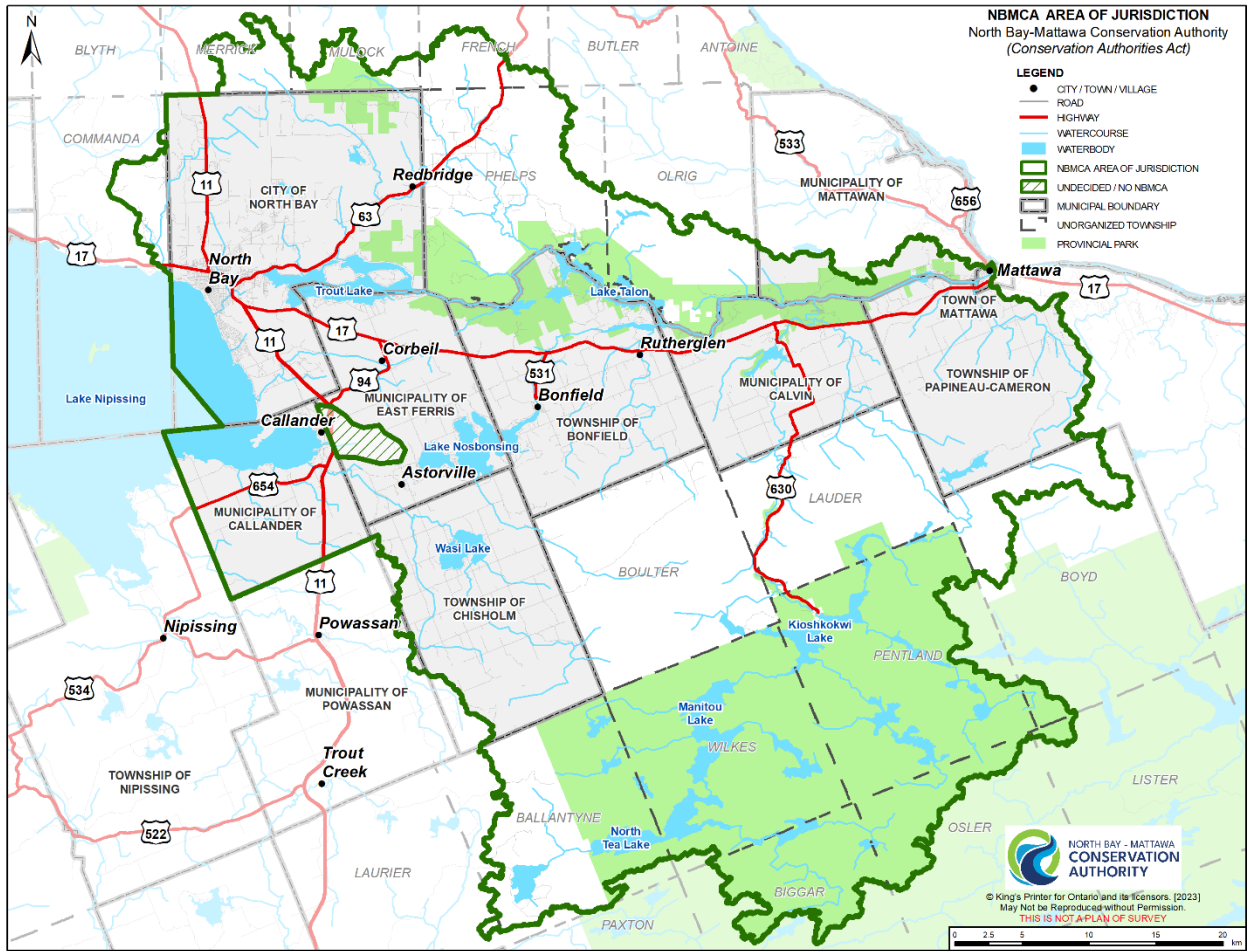 NBMCA AREA OF JURISDICTION
North Bay-Mattawa Conservation Authority
(Conservation Authorities Act)
LEGEND
CITY / TOWN / VILLAGE
ROAD
HIGHWAY
WATERCOURSE
WATERBODY
NBMCA AREA OF JURISDICTION
UNDECIDED / NO NBMCA
MUNICIPAL BOUNDARY
UNORGANIZED TOWNSHIP
PROVINCIAL PARK
N
BLYTH
MERRICK
MULOCK
FRENCH
BUTLER
ANTOINE
COMMANDA
533
11
Redbridge
PHELPS
OLRIG
MUNICIPALITY OF
MATTAWAN
656
CITY OF
NORTH BAY
63
17
North
Bay
Trout Lake
Lake Talon
Mattawa
17
TOWN OF
MATTAWA
11
17
Corbeil
Rutherglen
94
531
Lake Nipissing
MUNICIPALITY OF
EAST FERRIS
Bonfield
MUNICIPALITY OF
CALVIN
TOWNSHIP OF
PAPINEAU-CAMERON
Callander
TOWNSHIP OF
BONFIELD
Lake Nosbonsing
Astorville
654
630
LAUDER
MUNICIPALITY OF
CALLANDER
Wasi Lake
BOULTER
BOYD
11
TOWNSHIP OF
CHISHOLM
Nipissing
Powassan
Kioshkokwi
Lake
PENTLAND
534
MUNICIPALITY OF
POWASSAN
Manitou
Lake
WILKES
Trout
Creek
TOWNSHIP OF
NIPISSING
LISTER
522
BALLANTYNE
North
Tea Lake
OSLER
LAURIER
BIGGAR
PAXTON
NORTH BAY - MATTAWA
CONSERVATION
AUTHORITY
© King's Printer for Ontario and its licensors. [2023]
May Not be Reproduced without Permission.
THIS IS NOT A PLAN OF SURVEY
0 2.5 5 10 15 20
km